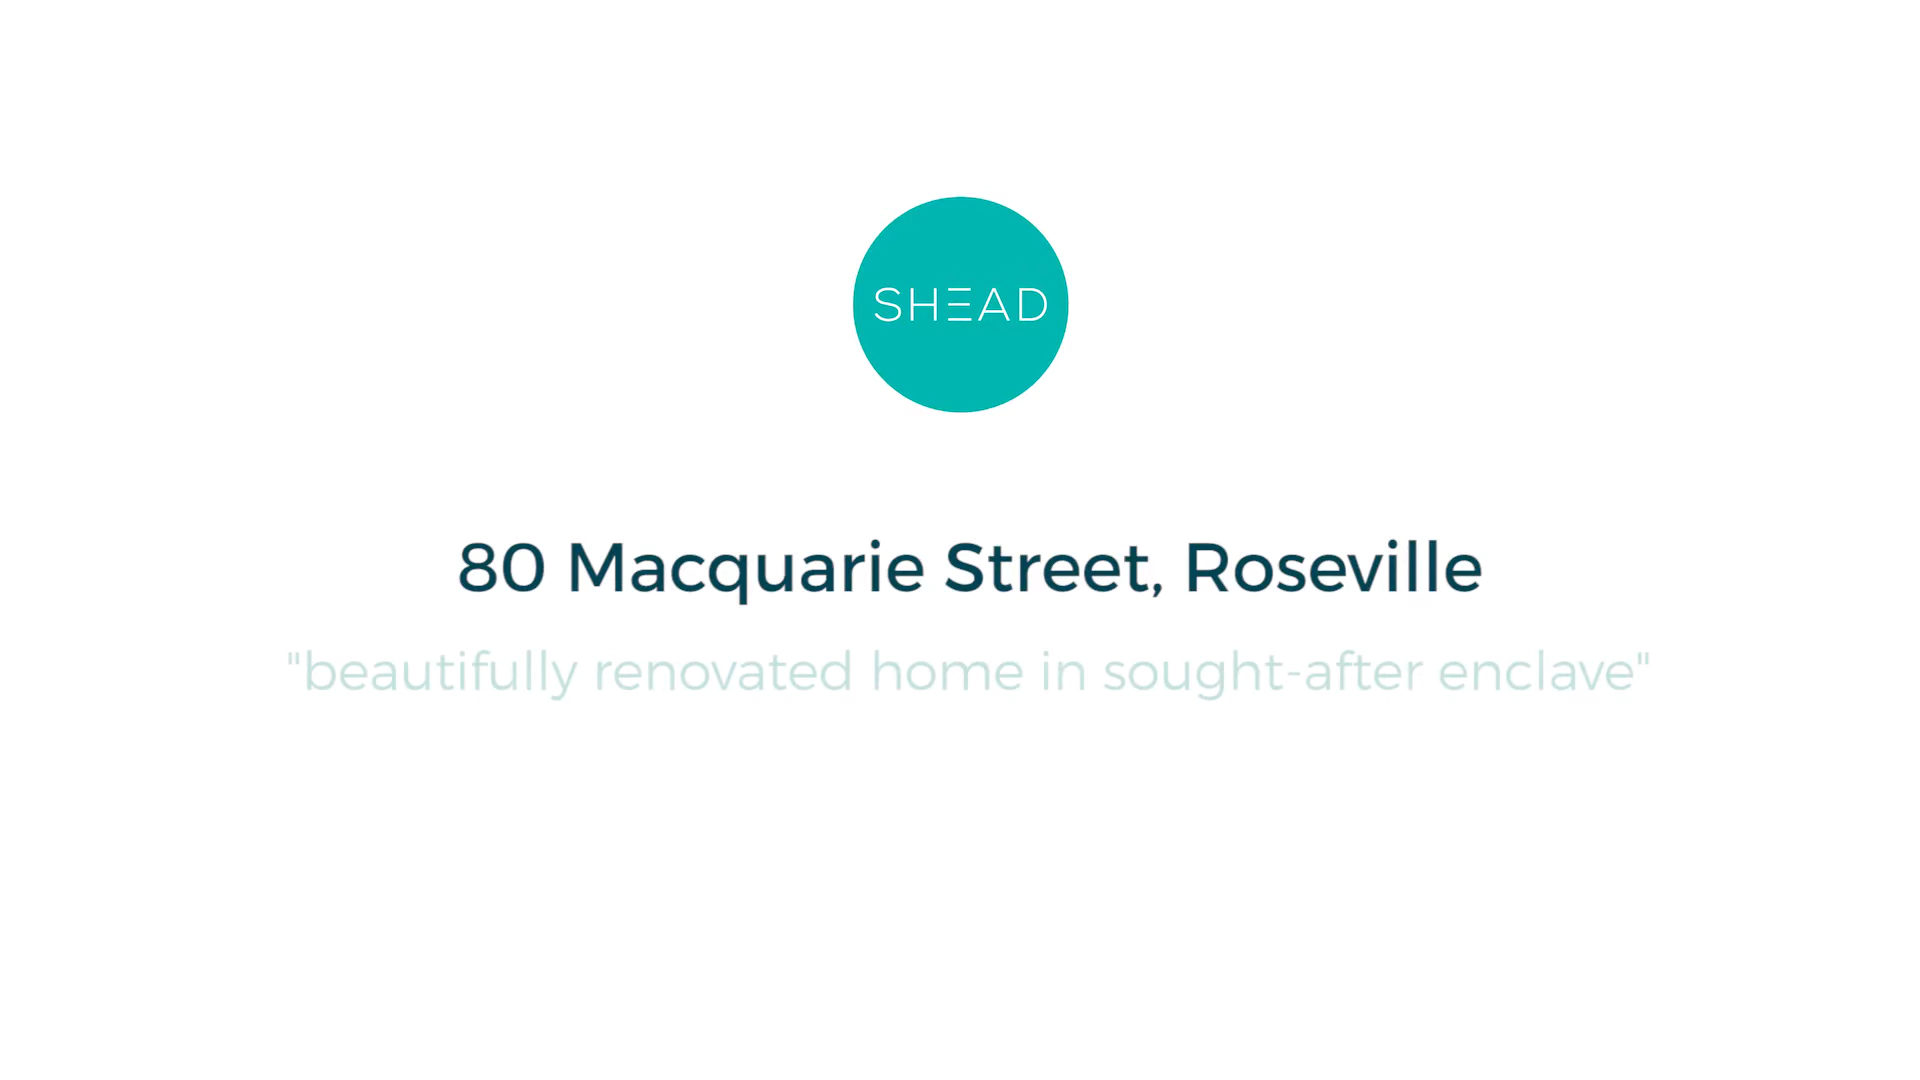 SHEAD
80 Macquarie Street, Roseville
"beautifully renovated home in sought-after enclave"